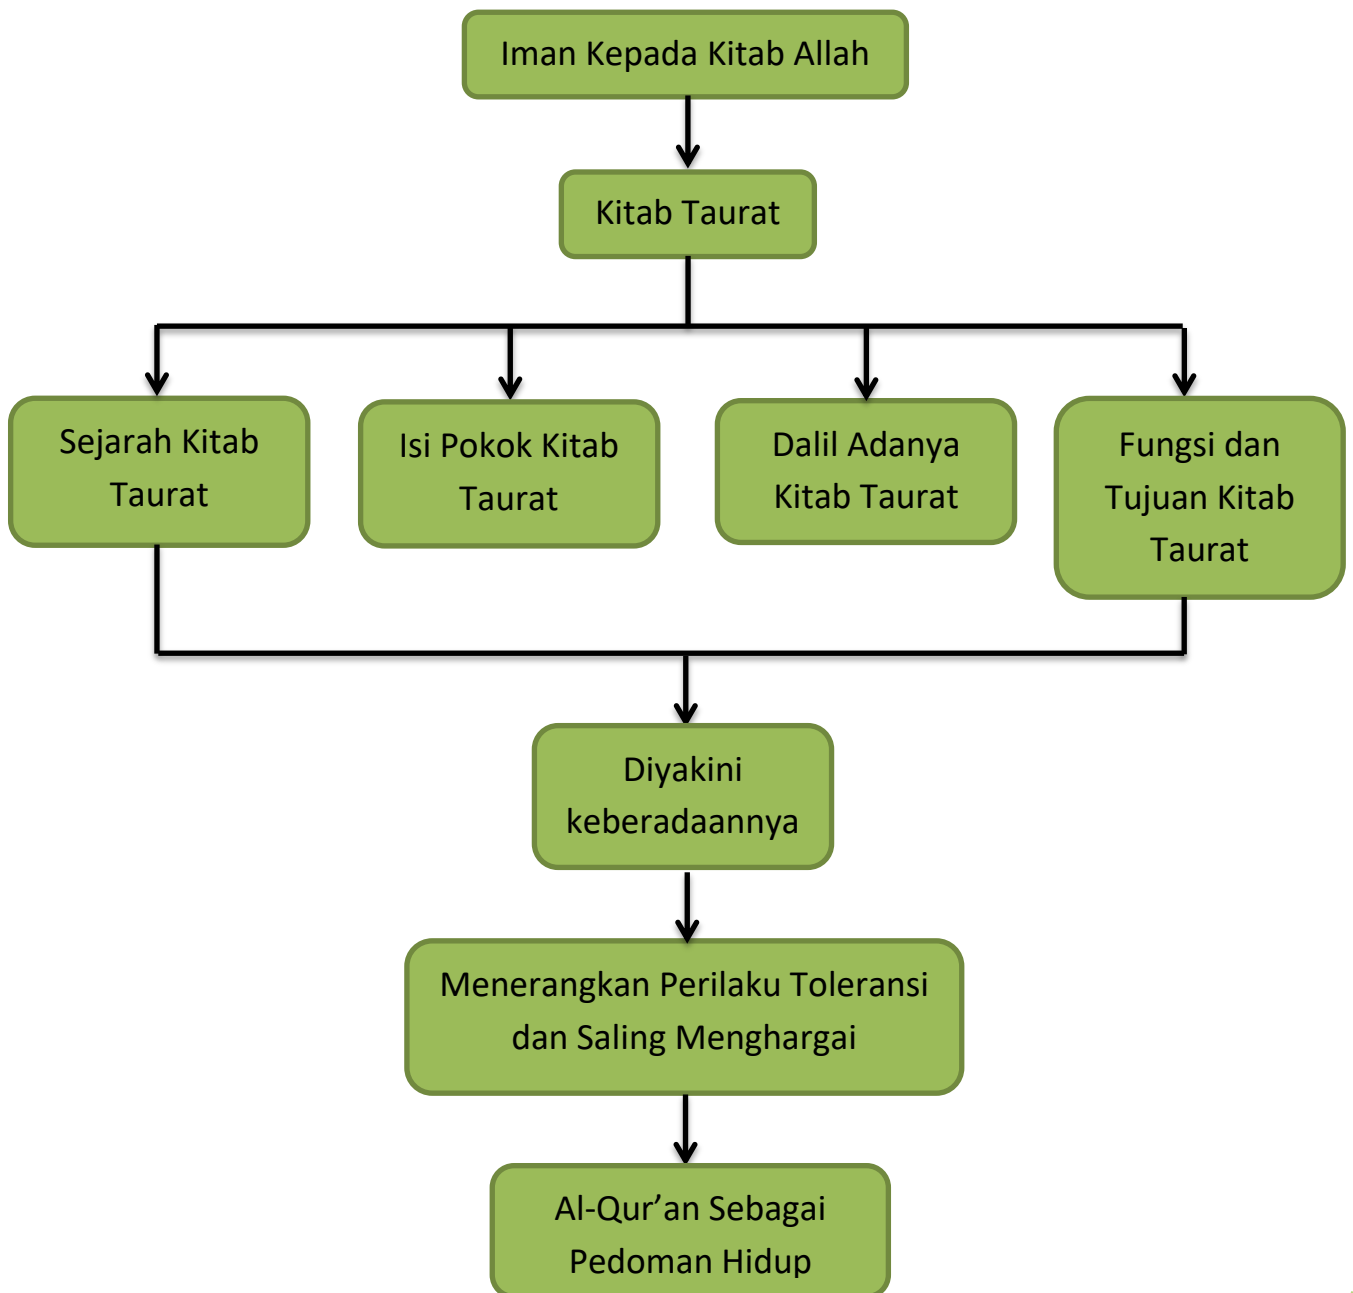 Iman Kepada Kitab Allah
Kitab Taurat
Sejarah Kitab
Taurat
Isi Pokok Kitab
Taurat
Dalil Adanya
Kitab Taurat
Fungsi dan
Tujuan Kitab
Taurat
Diyakini
keberadaannya
Menerangkan Perilaku Toleransi
dan Saling Menghargai
Al-Qur’an Sebagai
Pedoman Hidup